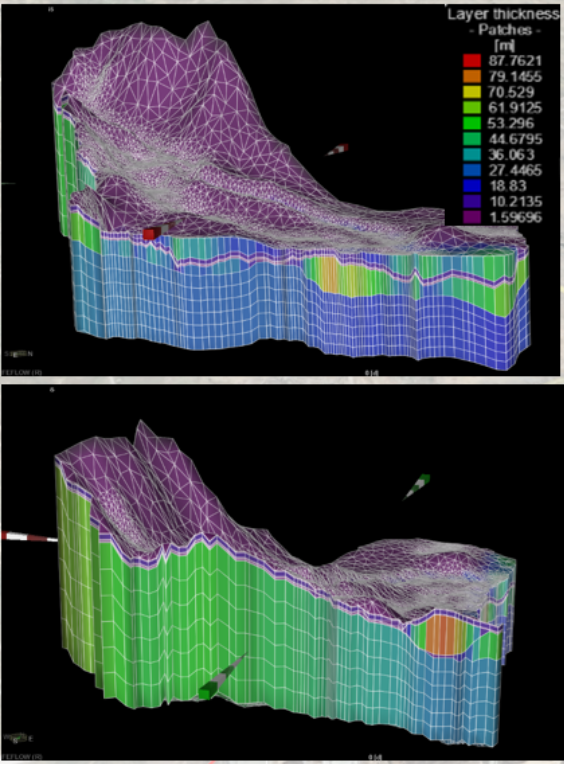 Layer thickness
- Patches -
[m]
87.7621
79.1455
70.529
61.9125
53.296
44.6795
36.063
27.4465
18.83
10.2135
1.59696
FEFLOW (R)
FEFLOW (R)